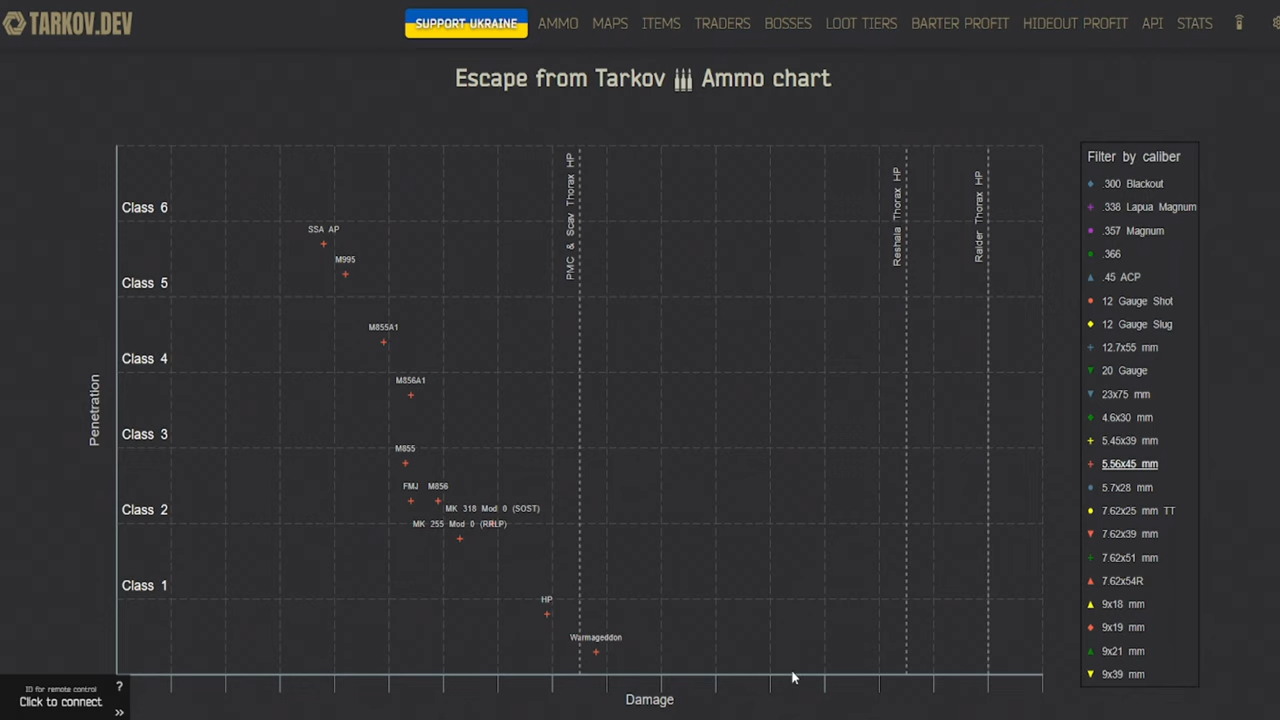 TARKOV.DEV
SUPPORT UKRAINE
AMMO
MAPS
ITEMS
TRADERS
BOSSES
LOOT TIERS
BARTER PROFIT
HIDEOUT PROFIT
API
STATS
Escape from Tarkov Ammo chart
Penetration
Class 6
Class 5
Class 4
Class 3
Class 2
Class 1
PMC & Scav Thorax HP
Reshala Thorax HP
Raider Thorax HP
SSA AP
M995
M855A1
M856A1
M855
FMJ
M856
MK 318 Mod 0 (SOST)
MK 255 Mod 0 (RRLP)
HP
Warmageddon
Damage
Filter by caliber
.300 Blackout
.338 Lapua Magnum
.357 Magnum
.366
.45 ACP
12 Gauge Shot
12 Gauge Slug
12.7x55 mm
20 Gauge
23x75 mm
4.6x30 mm
5.45x39 mm
5.56x45 mm
5.7x28 mm
7.62x25 mm TT
7.62x39 mm
7.62x51 mm
7.62x54R
9x18 mm
9x19 mm
9x21 mm
9x39 mm
ID for remote control
?
Click to connect
»